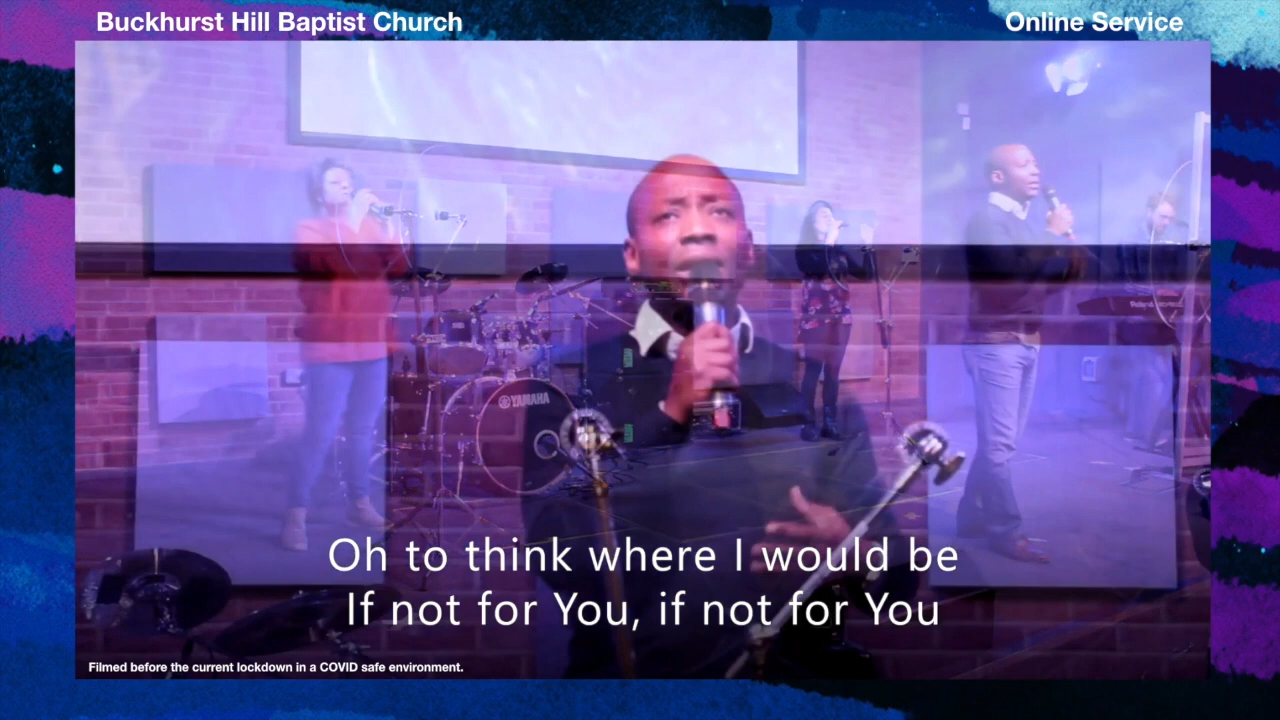 Buckhurst Hill Baptist Church
Online Service
YAMAHA
Oh to think where I would be
If not for You, if not for You
Filmed before the current lockdown in a COVID safe environment.